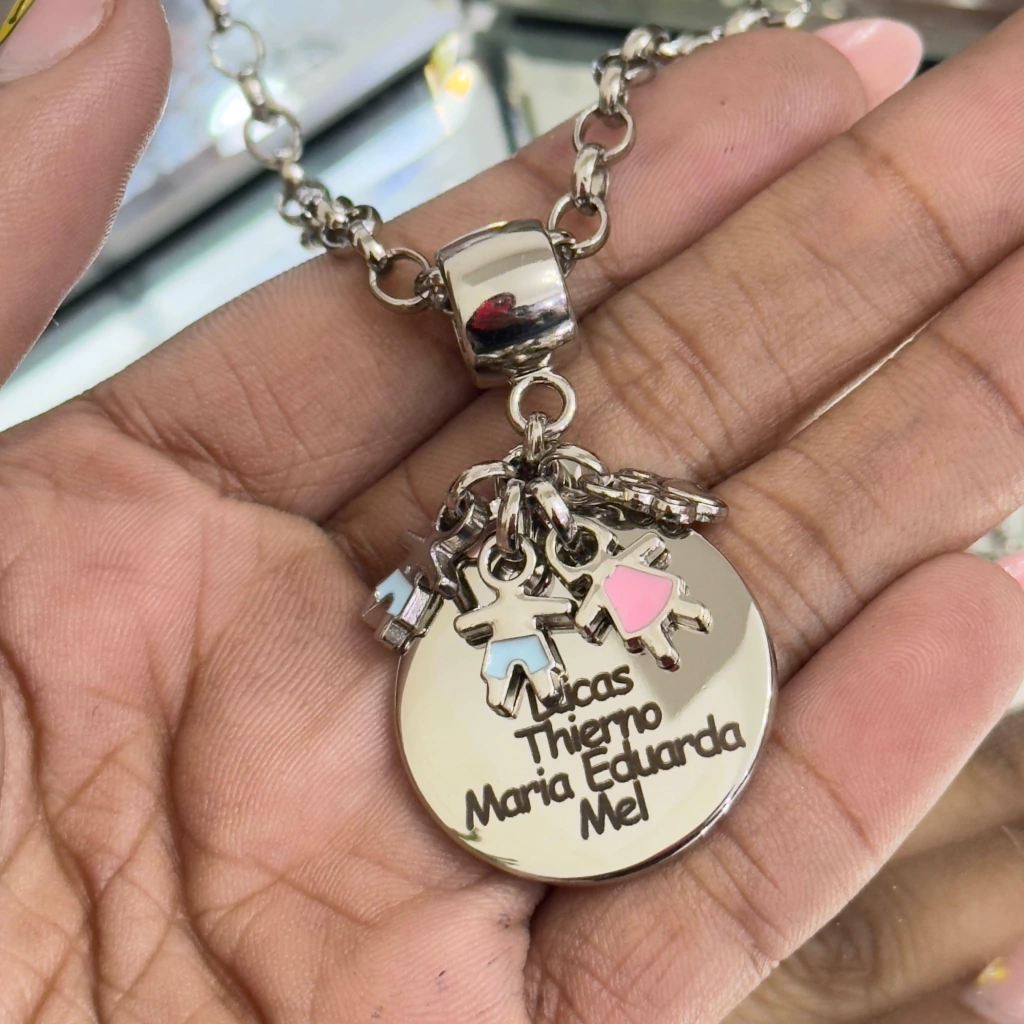 Lucas
Thierno
Maria Eduarda
Mel